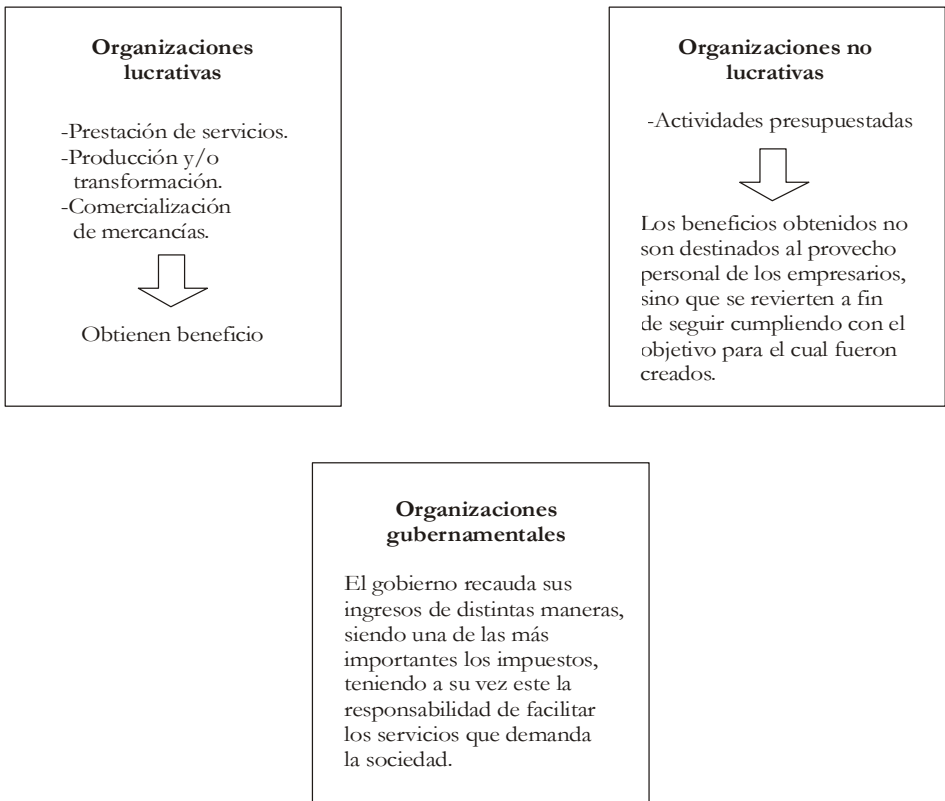 Organizaciones
lucrativas
-Prestación de servicios.
-Producción y/o
transformación.
-Comercialización
de mercancías.
Obtienen beneficio
Organizaciones no
lucrativas
-Actividades presupuestadas
Los beneficios obtenidos no
son destinados al provecho
personal de los empresarios,
sino que se revierten a fin
de seguir cumpliendo con el
objetivo para el cual fueron
creados.
Organizaciones
gubernamentales
El gobierno recauda sus
ingresos de distintas maneras,
siendo una de las más
importantes los impuestos,
teniendo a su vez este la
responsabilidad de facilitar
los servicios que demanda
la sociedad.